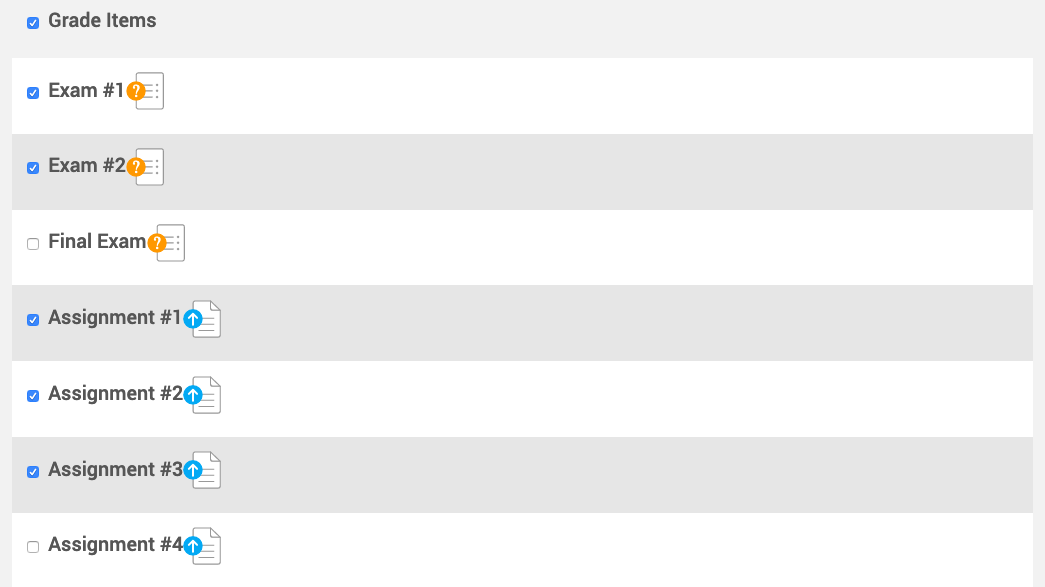 Grade Items
Exam #1
Exam #2
Final Exam
Assignment #1
Assignment #2
Assignment #3
Assignment #4